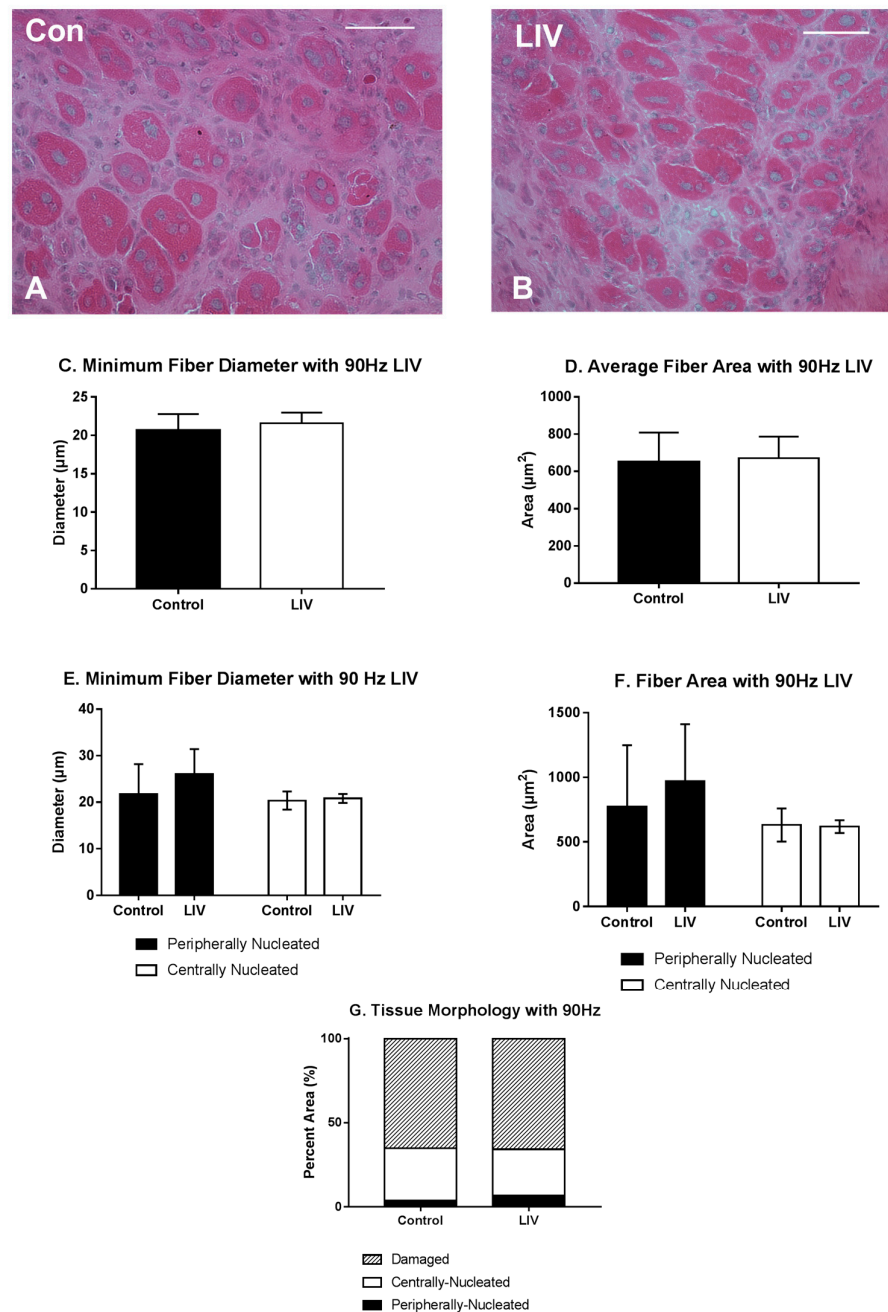 Con
A
LIV
B
C. Minimum Fiber Diameter with 90Hz LIV
Diameter (µm)
25
20
15
10
5
0
Control
LIV
D. Average Fiber Area with 90Hz LIV
Area (µm²)
1000
800
600
400
200
0
Control
LIV
E. Minimum Fiber Diameter with 90 Hz LIV
Diameter (µm)
40
30
20
10
0
Control
LIV
Control
LIV
Peripherally Nucleated
Centrally Nucleated
F. Fiber Area with 90Hz LIV
Area (µm²)
1500
1000
500
0
Control
LIV
Control
LIV
Peripherally Nucleated
Centrally Nucleated
G. Tissue Morphology with 90Hz
Percent Area (%)
100
50
0
Control
LIV
Damaged
Centrally-Nucleated
Peripherally-Nucleated